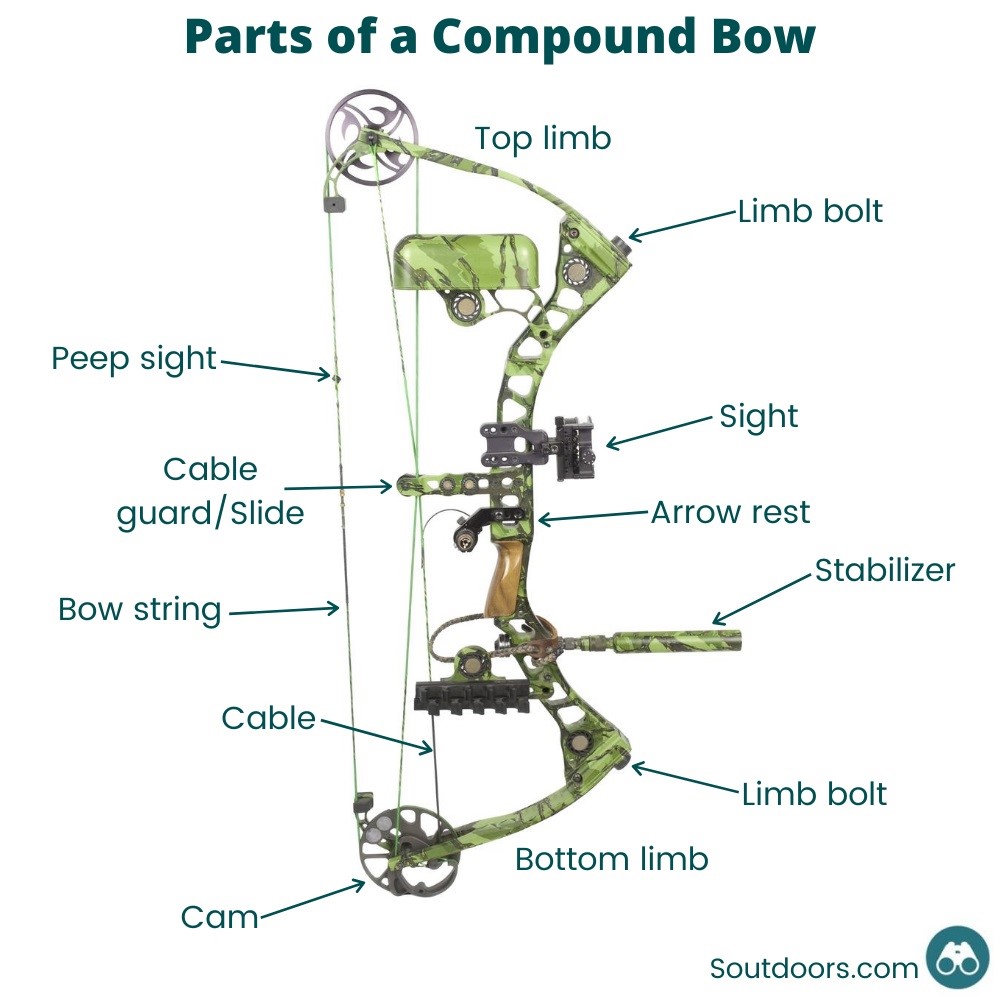 Parts of a Compound Bow
Top limb
Limb bolt
Peep sight
Sight
Cable
guard/Slide
Arrow rest
Stabilizer
Bow string
Cable
Limb bolt
Bottom limb
Cam
Soutdoors.com